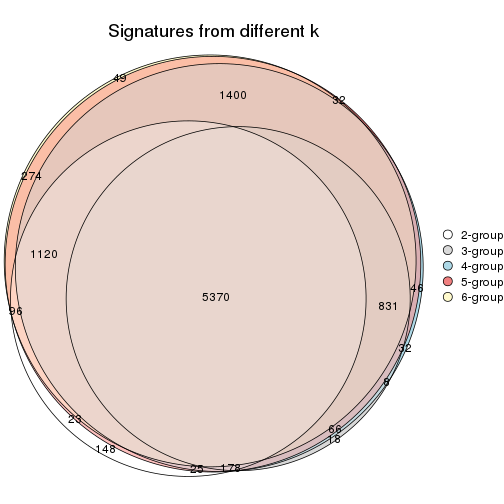 Signatures from different k
49
1400
32
274
1120
5370
46
831
96
32
8
23
66
18
148
25
178
2-group
3-group
4-group
5-group
6-group